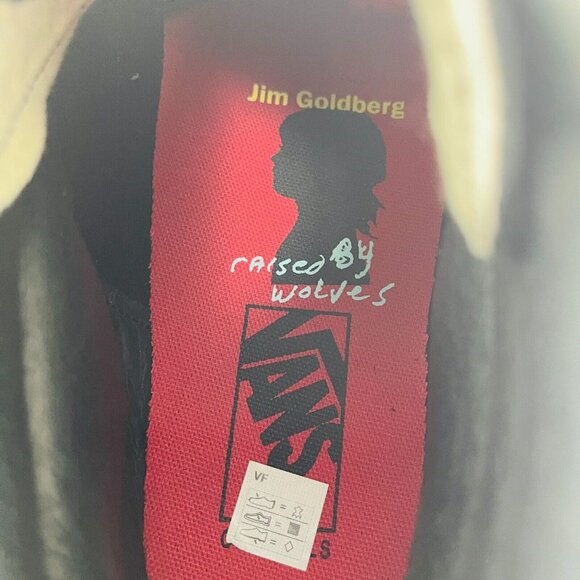 Jim Goldberg
raised By
wolves
VANS
VF